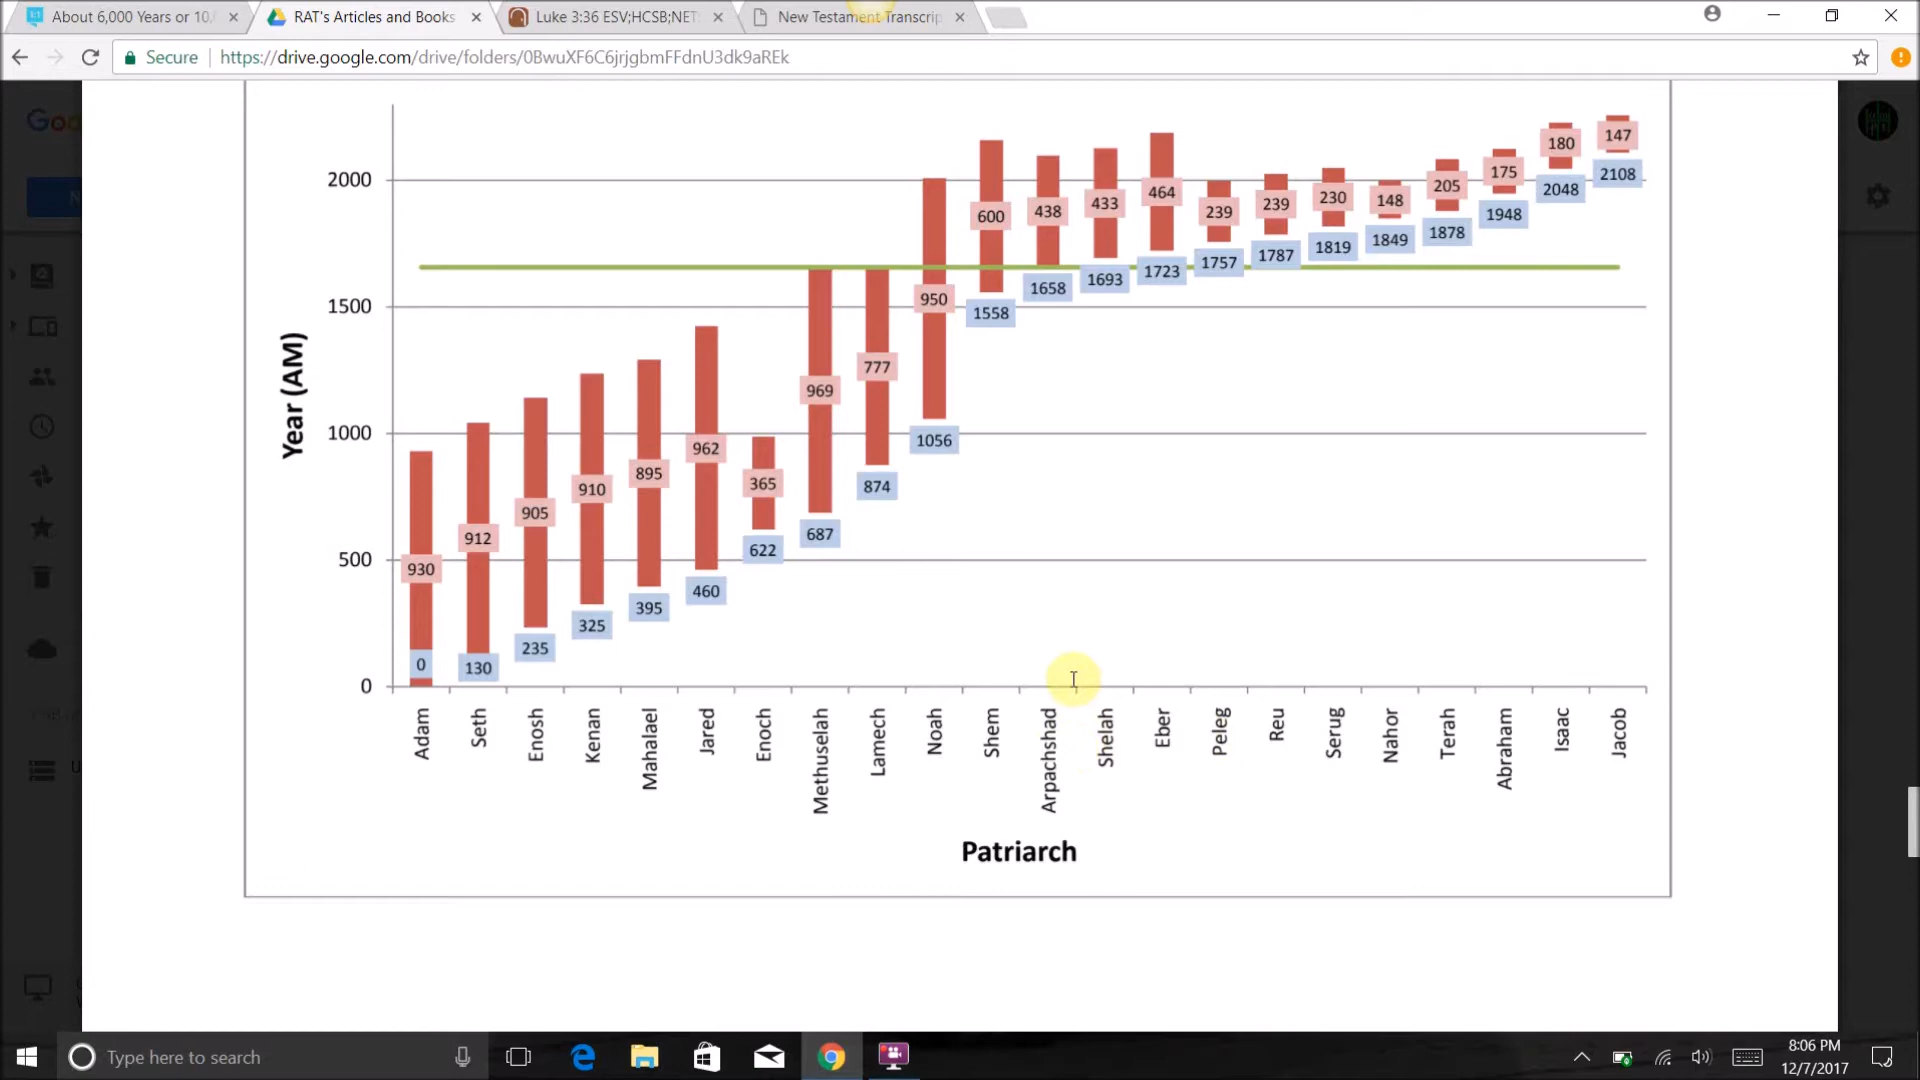 About 6,000 Years or 10,
RAT's Articles and Books
Luke 3:36 ESV;HCSB;NET
New Testament Transcrip
Secure
https://drive.google.com/drive/folders/0BwuXF6C6jrjgbmFFdnU3dk9aREk
Year (AM)
2000
1500
1000
500
0
930
912
905
910
895
962
365
969
777
950
600
438
433
464
239
239
230
148
205
175
180
147
0
130
235
325
395
460
622
687
874
1056
1558
1658
1693
1723
1757
1787
1819
1849
1878
1948
2048
2108
Adam
Seth
Enosh
Kenan
Mahalael
Jared
Enoch
Methuselah
Lamech
Noah
Shem
Arpachshad
Shelah
Eber
Peleg
Reu
Serug
Nahor
Terah
Abraham
Isaac
Jacob
Patriarch
Type here to search
8:06 PM
12/7/2017